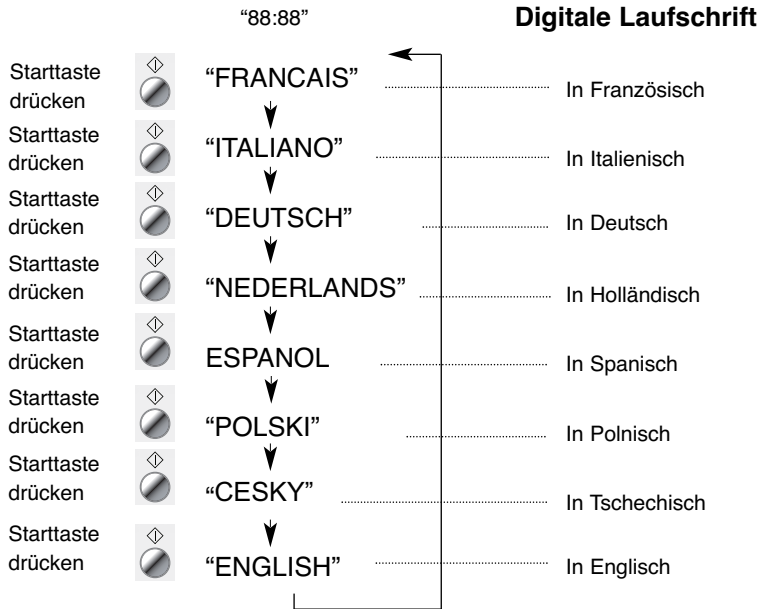 “88:88” Digitale Laufschrift
Starttaste
drücken
“FRANCAIS”
In Französisch
Starttaste
drücken
“ITALIANO”
In Italienisch
Starttaste
drücken
“DEUTSCH”
In Deutsch
Starttaste
drücken
“NEDERLANDS”
In Holländisch
Starttaste
drücken
ESPANOL
In Spanisch
Starttaste
drücken
“POLSKI”
In Polnisch
Starttaste
drücken
“CESKY”
In Tschechisch
Starttaste
drücken
“ENGLISH”
In Englisch